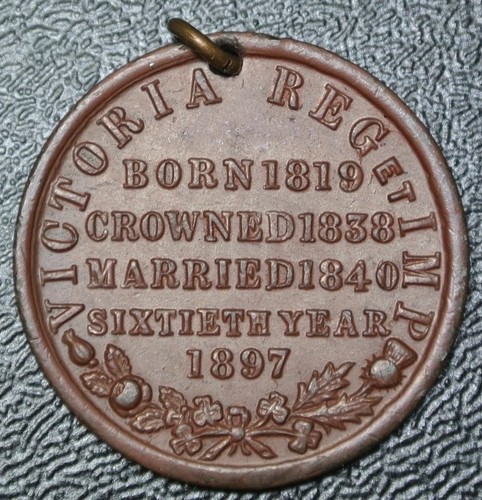 VICTORIA REG ET IMP
BORN 1819
CROWNED 1838
MARRIED 1840
SIXTIETH YEAR
1897